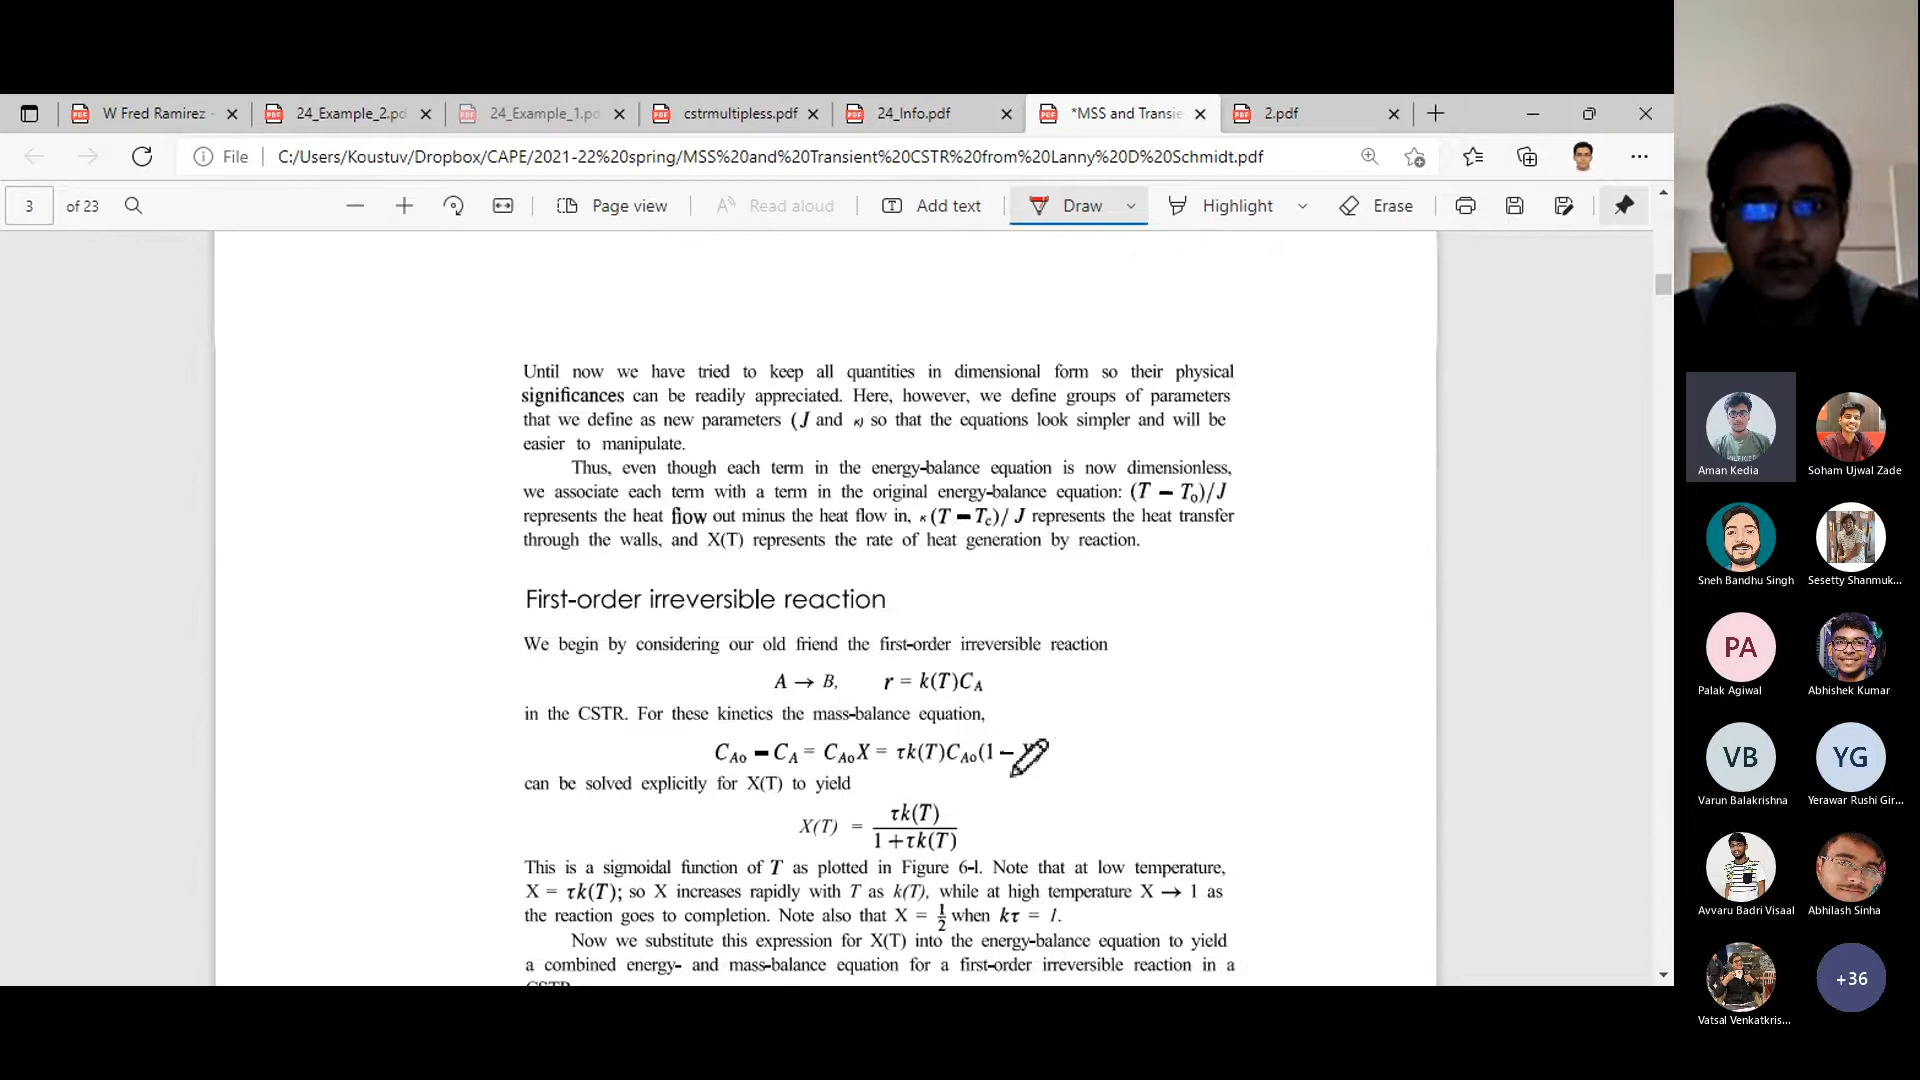 W Fred Ramirez -
24_Example_2.pd
24_Example_1.pd
cstrmultipless.pdf
24_Info.pdf
*MSS and Transie
2.pdf
File
C:/Users/Koustuv/Dropbox/CAPE/2021-22%20spring/MSS%20and%20Transient%20CSTR%20from%20Lanny%20D%20Schmidt.pdf
3 of 23
Page view
Read aloud
Add text
Draw
Highlight
Erase
Until now we have tried to keep all quantities in dimensional form so their physical
significances can be readily appreciated. Here, however, we define groups of parameters
that we define as new parameters (J and κ) so that the equations look simpler and will be
easier to manipulate.
Thus, even though each term in the energy-balance equation is now dimensionless,
we associate each term with a term in the original energy-balance equation: (T − T₀)/J
represents the heat flow out minus the heat flow in, κ(T − T_c)/J represents the heat transfer
through the walls, and X(T) represents the rate of heat generation by reaction.
First-order irreversible reaction
We begin by considering our old friend the first-order irreversible reaction
A → B, r = k(T)C_A
in the CSTR. For these kinetics the mass-balance equation,
C_Ao − C_A = C_Ao X = τk(T)C_Ao(1 −
can be solved explicitly for X(T) to yield
X(T) = τk(T) / 1 + τk(T)
This is a sigmoidal function of T as plotted in Figure 6-l. Note that at low temperature,
X = τk(T); so X increases rapidly with T as k(T), while at high temperature X → 1 as
the reaction goes to completion. Note also that X = 1/2 when kτ = 1.
Now we substitute this expression for X(T) into the energy-balance equation to yield
a combined energy- and mass-balance equation for a first-order irreversible reaction in a
CSTR
Aman Kedia
Soham Ujwal Zade
Sneh Bandhu Singh
Sesetty Shanmuk...
PA
Palak Agiwal
Abhishek Kumar
VB
Varun Balakrishna
YG
Yerawar Rushi Gir...
Avvaru Badri Visaal
Abhilash Sinha
Vatsal Venkatkris...
+36